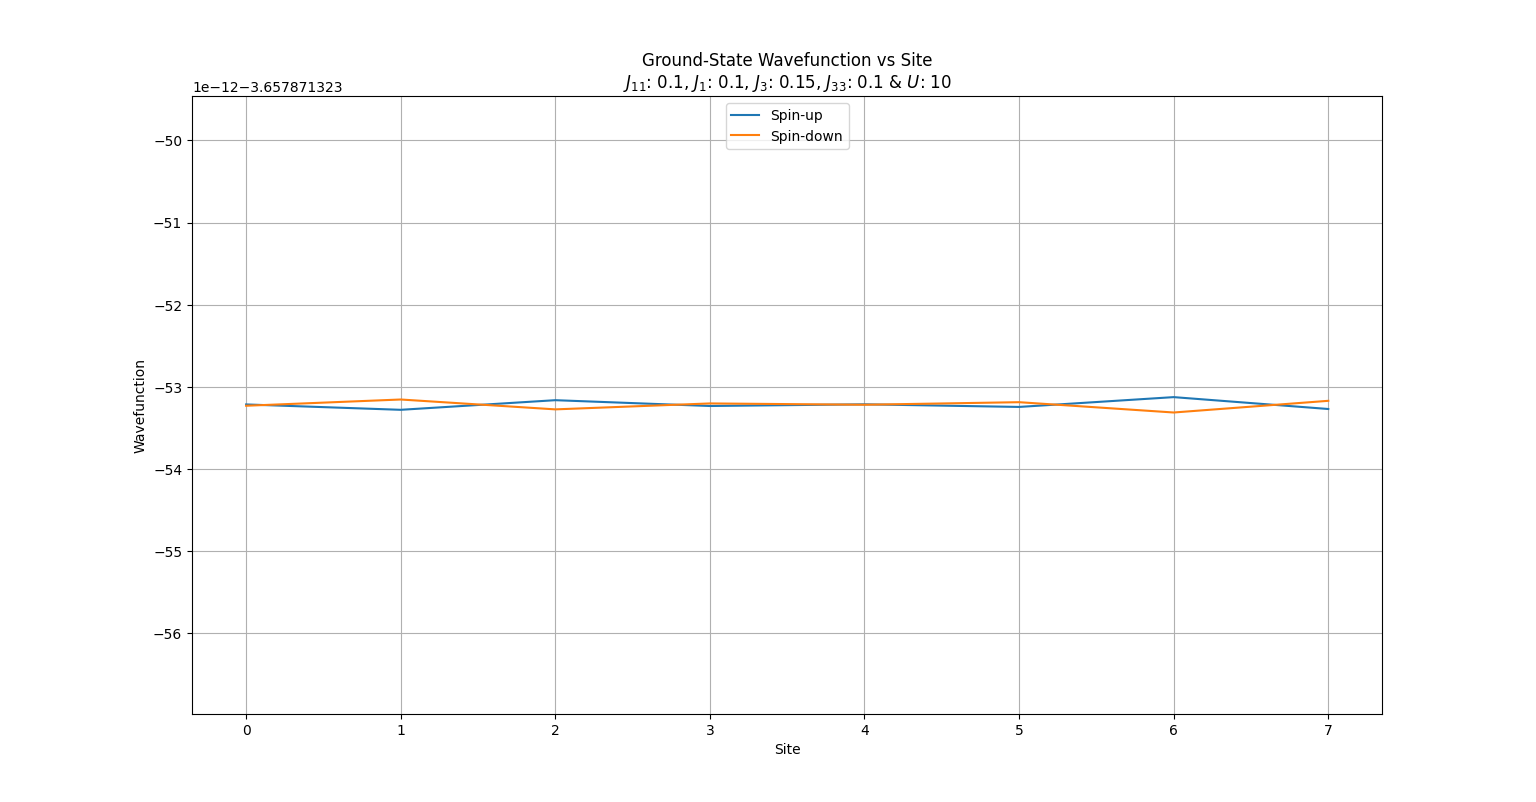 Ground-State Wavefunction vs Site
J₁₁: 0.1, J₁: 0.1, J₃: 0.15, J₃₃: 0.1 & U: 10
1e−12−3.657871323
Spin-up
Spin-down
−50
−51
−52
−53
−54
−55
−56
Wavefunction
0 1 2 3 4 5 6 7
Site